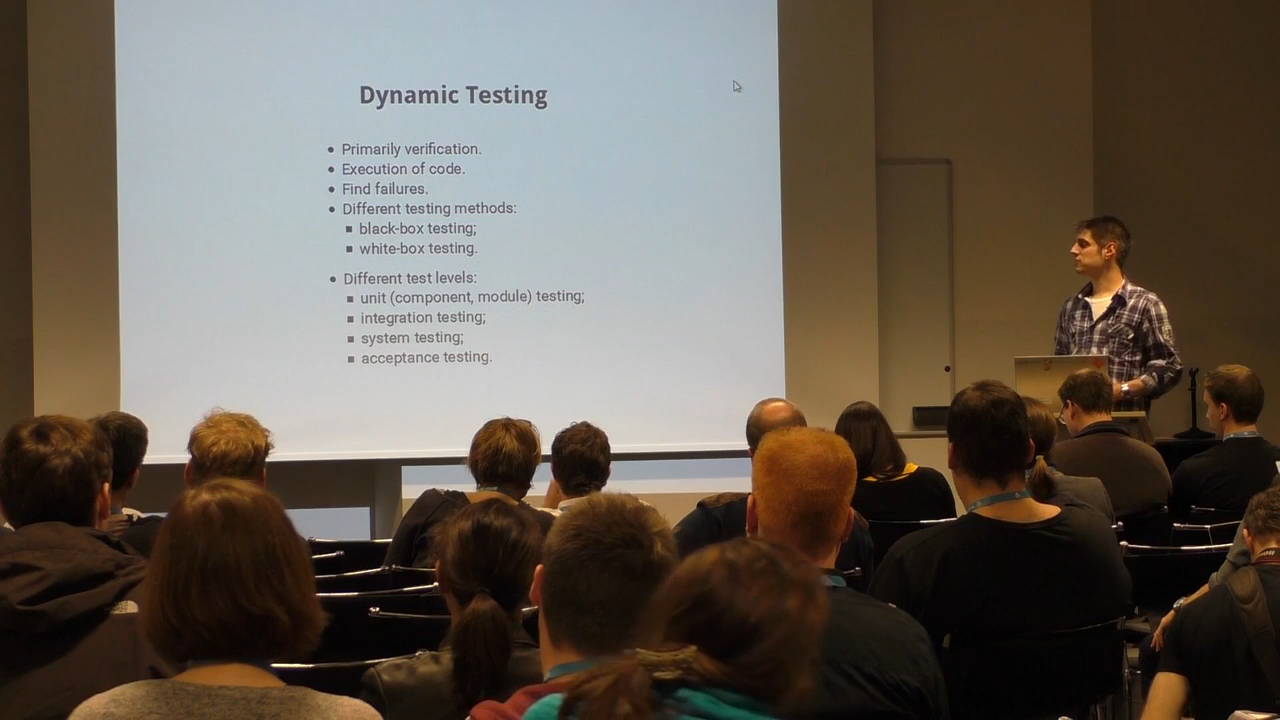 Dynamic Testing
• Primarily verification.
• Execution of code.
• Find failures.
• Different testing methods:
▪ black-box testing;
▪ white-box testing.
• Different test levels:
▪ unit (component, module) testing;
▪ integration testing;
▪ system testing;
▪ acceptance testing.